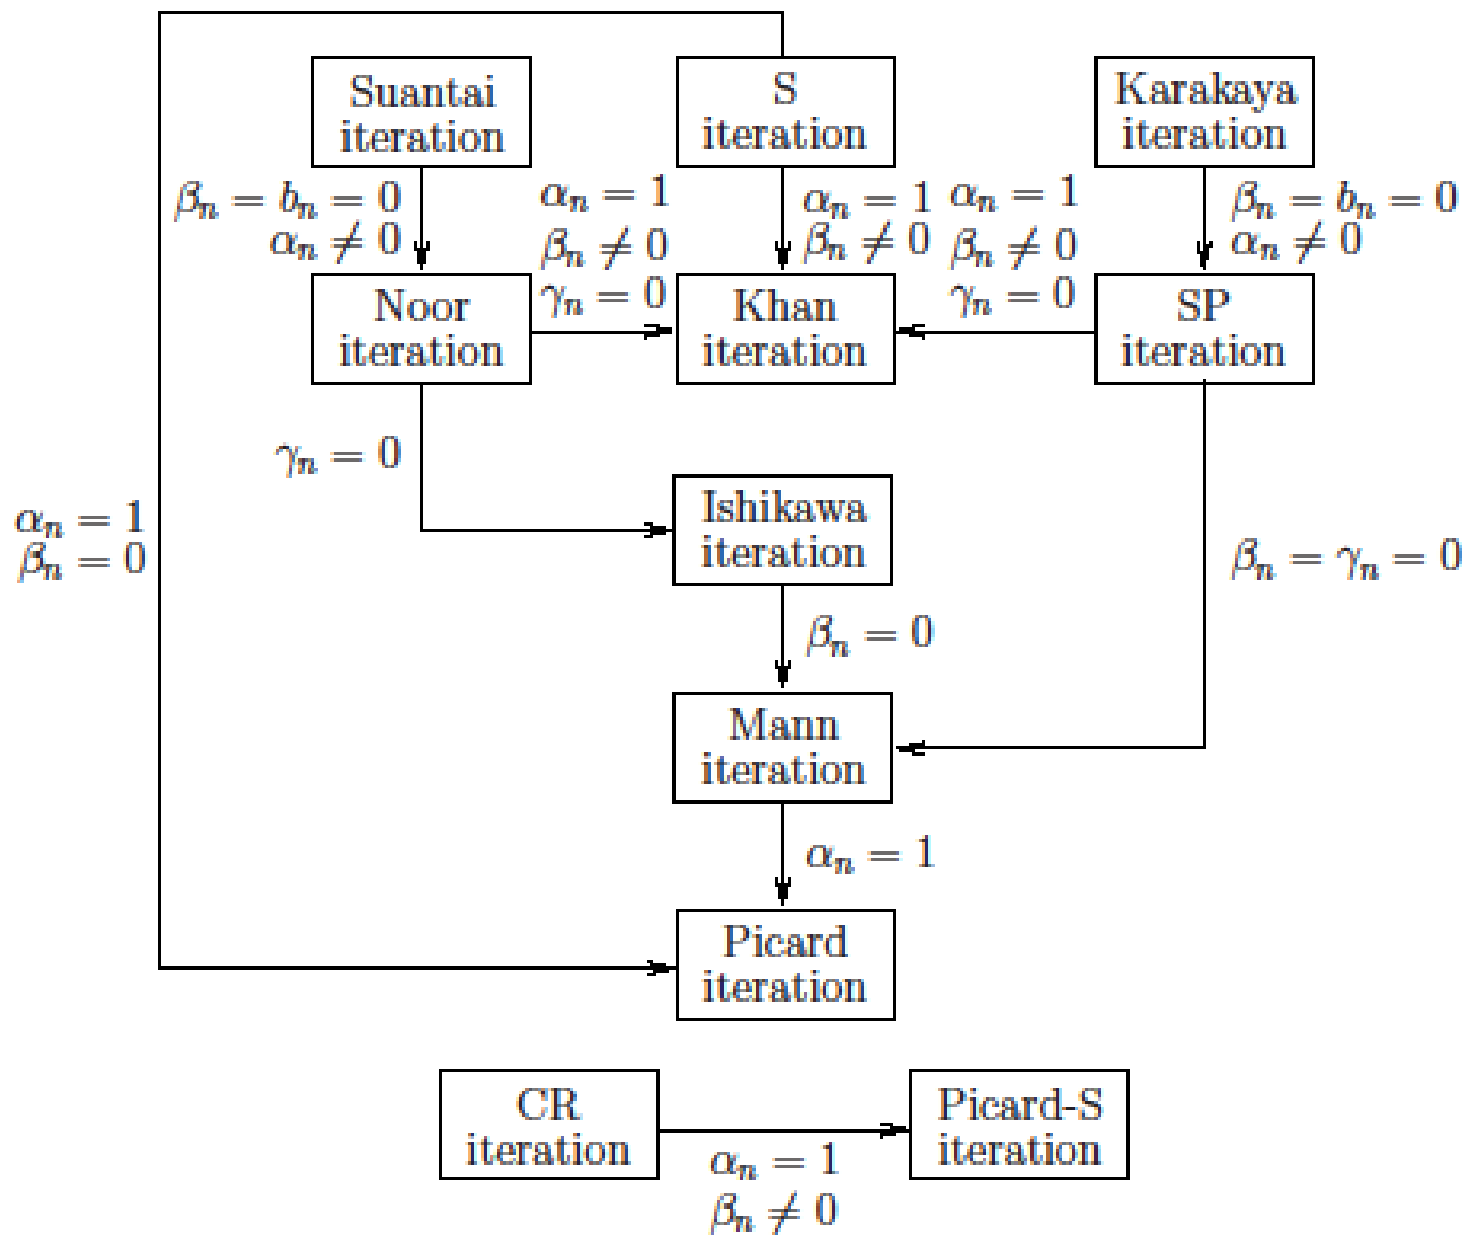 Suantai
iteration
S
iteration
Karakaya
iteration
βₙ = bₙ = 0
αₙ ≠ 0
αₙ = 1
βₙ ≠ 0
γₙ = 0
αₙ = 1
βₙ ≠ 0
αₙ = 1
βₙ ≠ 0
γₙ = 0
βₙ = bₙ = 0
αₙ ≠ 0
Noor
iteration
Khan
iteration
SP
iteration
γₙ = 0
αₙ = 1
βₙ = 0
Ishikawa
iteration
βₙ = γₙ = 0
βₙ = 0
Mann
iteration
αₙ = 1
Picard
iteration
CR
iteration
Picard-S
iteration
αₙ = 1
βₙ ≠ 0